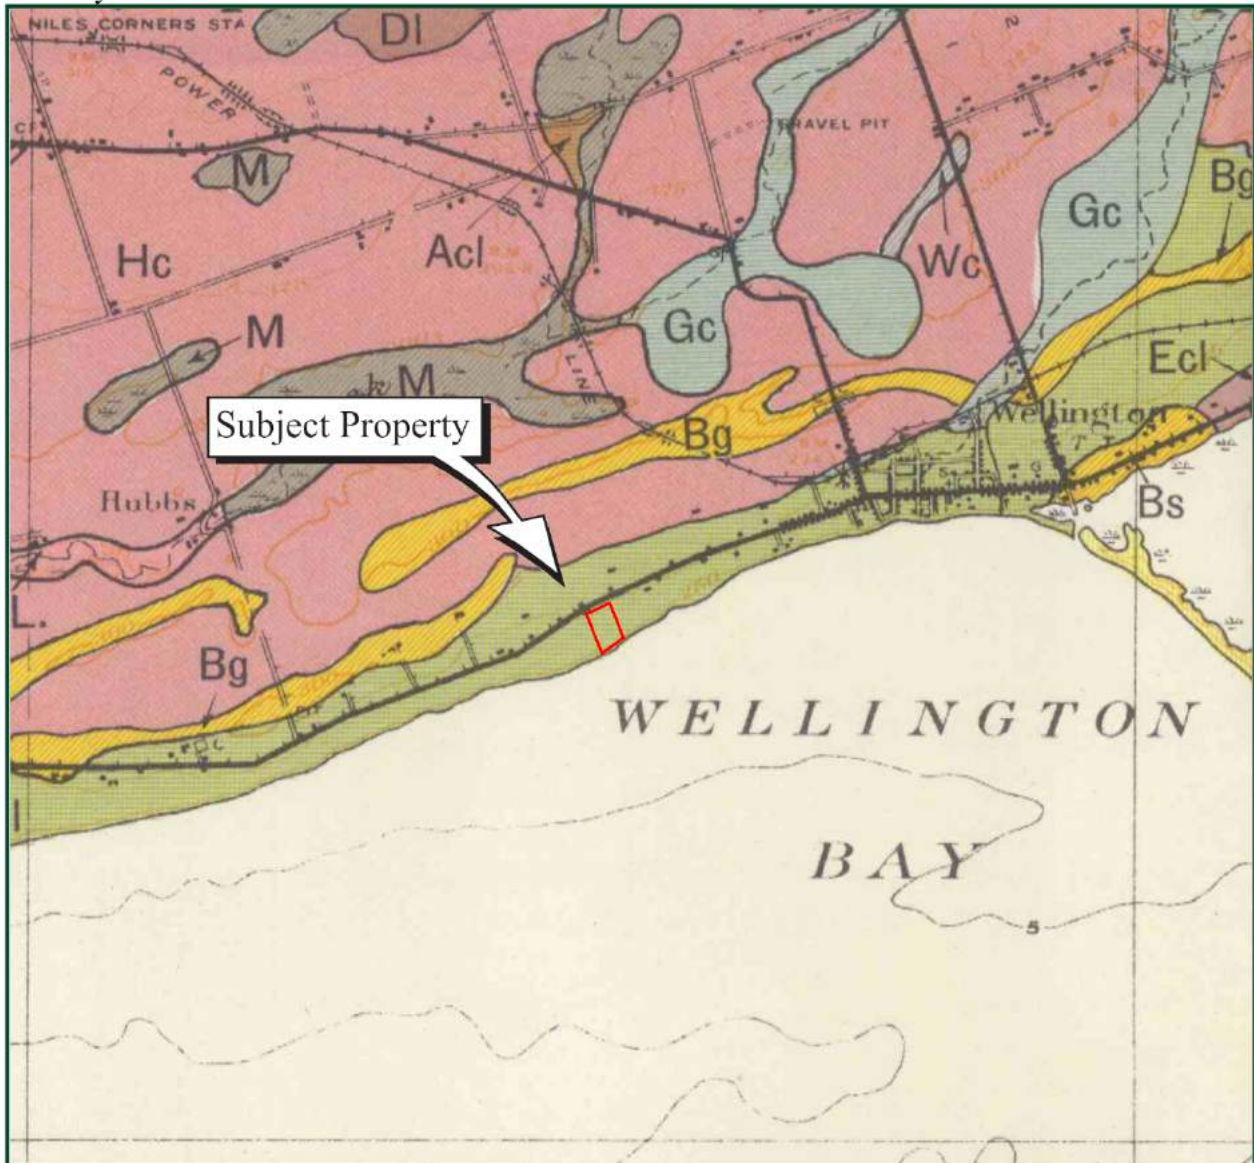 NILES CORNERS STA
Dl
POWER
GRAVEL PIT
M
Bg
Hc
Acl
Gc
Wc
Gc
M
LINE
M
Ecl
Subject Property
Bg
Wellington
Hubbs
Bs
L.
Bg
WELLINGTON
BAY
5